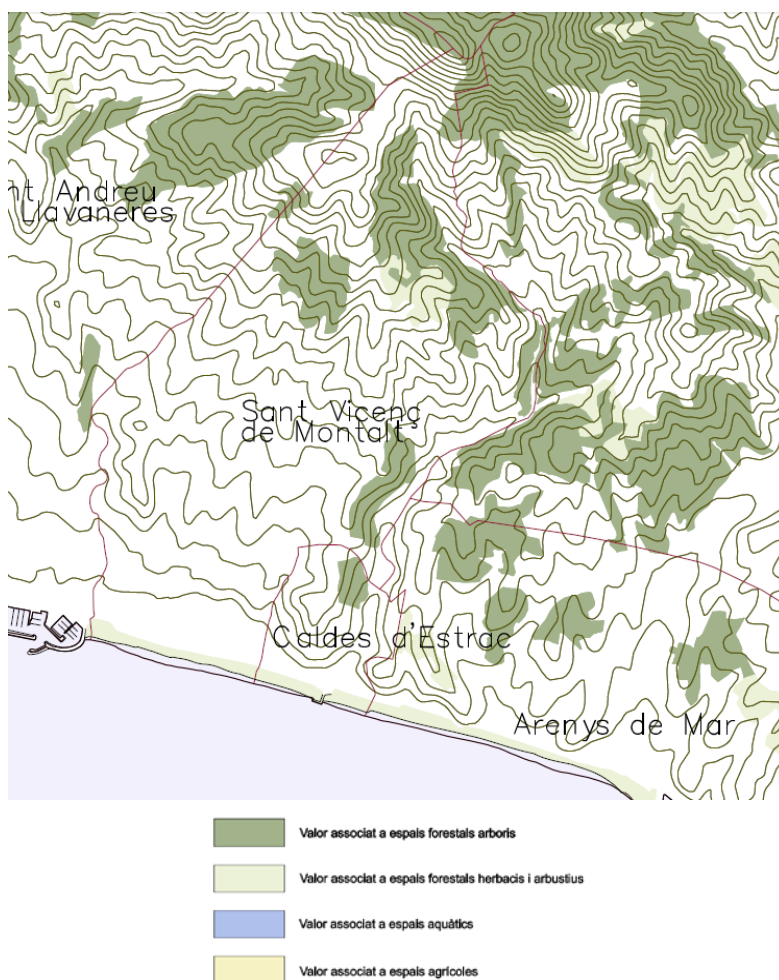 nt Andreu
Llavaneres
Sant Vicenç
de Montalt
Caldes d'Estrac
Arenys de Mar
Valor associat a espais forestals arboris
Valor associat a espais forestals herbacis i arbustius
Valor associat a espais aquàtics
Valor associat a espais agrícoles